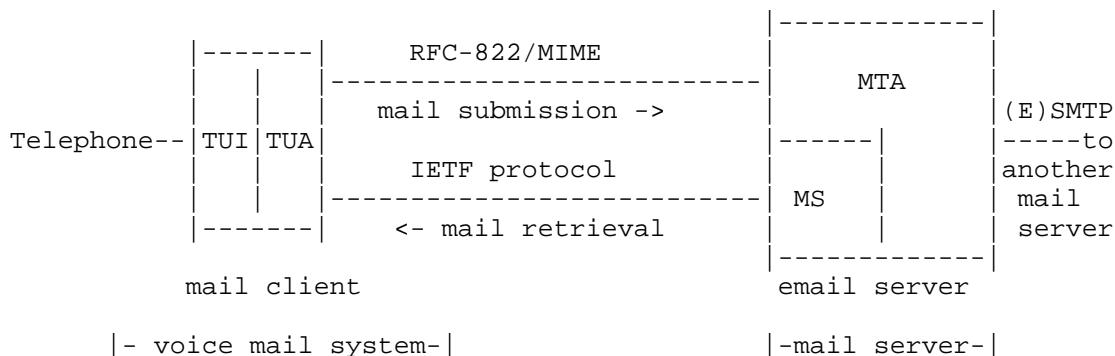 |-------------|
|-------|      RFC-822/MIME          |             |
|   |   |----------------------------|     MTA     |
|   |   |   mail submission ->       |             |(E)SMTP
Telephone--|TUI|TUA|                            |------|      |-----to
|   |   |     IETF protocol          |      |      |another
|   |   |----------------------------| MS   |      | mail
|-------|    <- mail retrieval       |      |      | server
|-------------|
mail client                          email server
|- voice mail system-|                    |-mail server-|